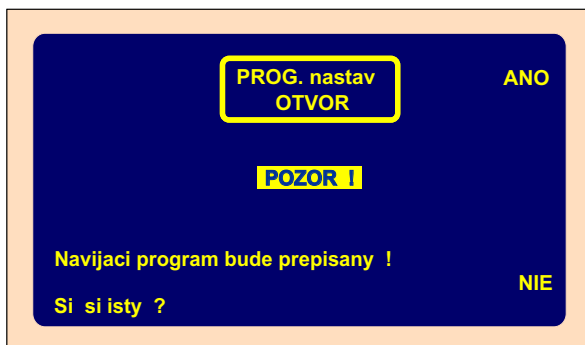 PROG. nastav
OTVOR
ANO
POZOR !
Navijaci program bude prepisany !
NIE
Si si isty ?